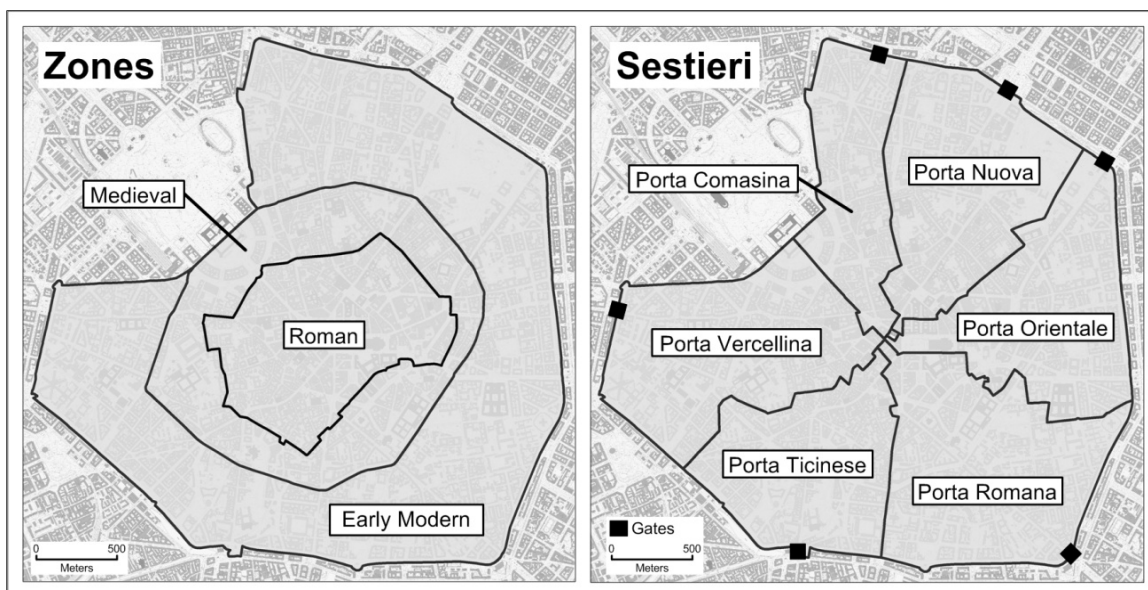 Zones
Medieval
Roman
Early Modern
0 500
Meters
Sestieri
Porta Comasina
Porta Nuova
Porta Vercellina
Porta Orientale
Porta Ticinese
Porta Romana
Gates
0 500
Meters